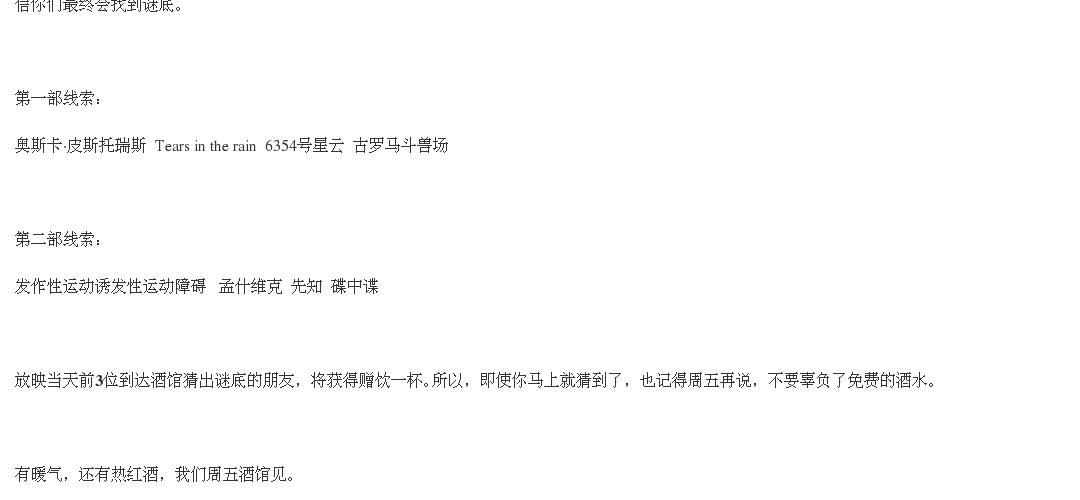 信你们最终会找到谜底。
第一部线索：
奥斯卡·皮斯托瑞斯 Tears in the rain 6354号星云 古罗马斗兽场
第二部线索：
发作性运动诱发性运动障碍 孟什维克 先知 碟中谍
放映当天前3位到达酒馆猜出谜底的朋友，将获得赠饮一杯。所以，即使你马上就猜到了，也记得周五再说，不要辜负了免费的酒水。
有暖气，还有热红酒，我们周五酒馆见。